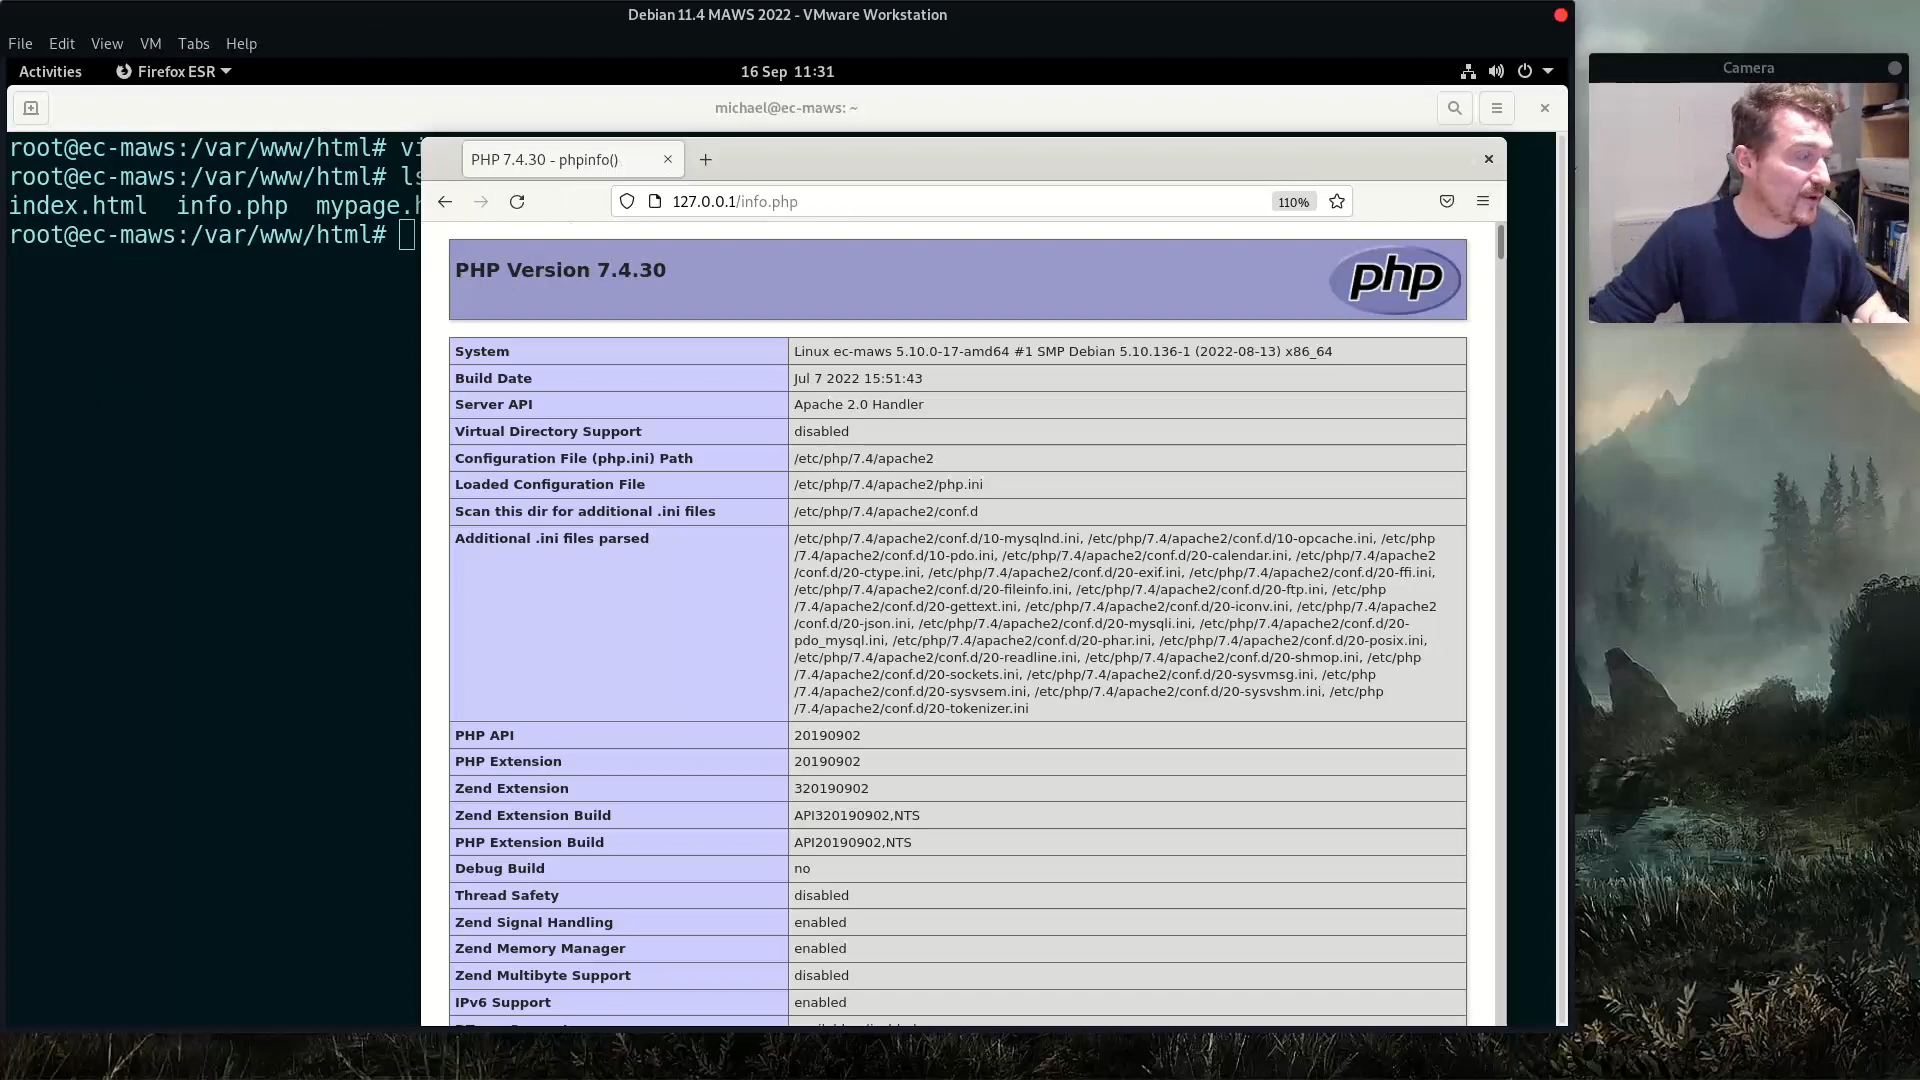 Debian 11.4 MAWS 2022 - VMware Workstation
File Edit View VM Tabs Help
Activities Firefox ESR 16 Sep 11:31
Camera
michael@ec-maws: ~
root@ec-maws:/var/www/html# vi
root@ec-maws:/var/www/html# ls
index.html info.php mypage.h
root@ec-maws:/var/www/html#
PHP 7.4.30 - phpinfo()
127.0.0.1/info.php 110%
PHP Version 7.4.30
php
System Linux ec-maws 5.10.0-17-amd64 #1 SMP Debian 5.10.136-1 (2022-08-13) x86_64
Build Date Jul 7 2022 15:51:43
Server API Apache 2.0 Handler
Virtual Directory Support disabled
Configuration File (php.ini) Path /etc/php/7.4/apache2
Loaded Configuration File /etc/php/7.4/apache2/php.ini
Scan this dir for additional .ini files /etc/php/7.4/apache2/conf.d
Additional .ini files parsed /etc/php/7.4/apache2/conf.d/10-mysqlnd.ini, /etc/php/7.4/apache2/conf.d/10-opcache.ini, /etc/php
/7.4/apache2/conf.d/10-pdo.ini, /etc/php/7.4/apache2/conf.d/20-calendar.ini, /etc/php/7.4/apache2
/conf.d/20-ctype.ini, /etc/php/7.4/apache2/conf.d/20-exif.ini, /etc/php/7.4/apache2/conf.d/20-ffi.ini,
/etc/php/7.4/apache2/conf.d/20-fileinfo.ini, /etc/php/7.4/apache2/conf.d/20-ftp.ini, /etc/php
/7.4/apache2/conf.d/20-gettext.ini, /etc/php/7.4/apache2/conf.d/20-iconv.ini, /etc/php/7.4/apache2
/conf.d/20-json.ini, /etc/php/7.4/apache2/conf.d/20-mysqli.ini, /etc/php/7.4/apache2/conf.d/20-
pdo_mysql.ini, /etc/php/7.4/apache2/conf.d/20-phar.ini, /etc/php/7.4/apache2/conf.d/20-posix.ini,
/etc/php/7.4/apache2/conf.d/20-readline.ini, /etc/php/7.4/apache2/conf.d/20-shmop.ini, /etc/php
/7.4/apache2/conf.d/20-sockets.ini, /etc/php/7.4/apache2/conf.d/20-sysvmsg.ini, /etc/php
/7.4/apache2/conf.d/20-sysvsem.ini, /etc/php/7.4/apache2/conf.d/20-sysvshm.ini, /etc/php
/7.4/apache2/conf.d/20-tokenizer.ini
PHP API 20190902
PHP Extension 20190902
Zend Extension 320190902
Zend Extension Build API320190902,NTS
PHP Extension Build API20190902,NTS
Debug Build no
Thread Safety disabled
Zend Signal Handling enabled
Zend Memory Manager enabled
Zend Multibyte Support disabled
IPv6 Support enabled